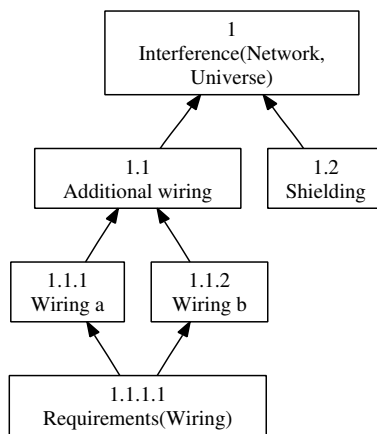 1
Interference(Network,
Universe)
1.1
Additional wiring
1.2
Shielding
1.1.1
Wiring a
1.1.2
Wiring b
1.1.1.1
Requirements(Wiring)